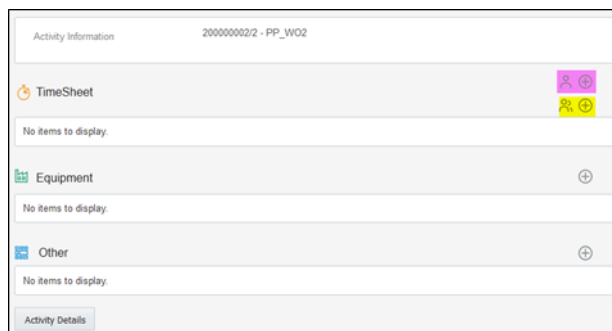 Activity Information 200000002/2 - PP_WO2
TimeSheet
No items to display.
Equipment
No items to display.
Other
No items to display.
Activity Details